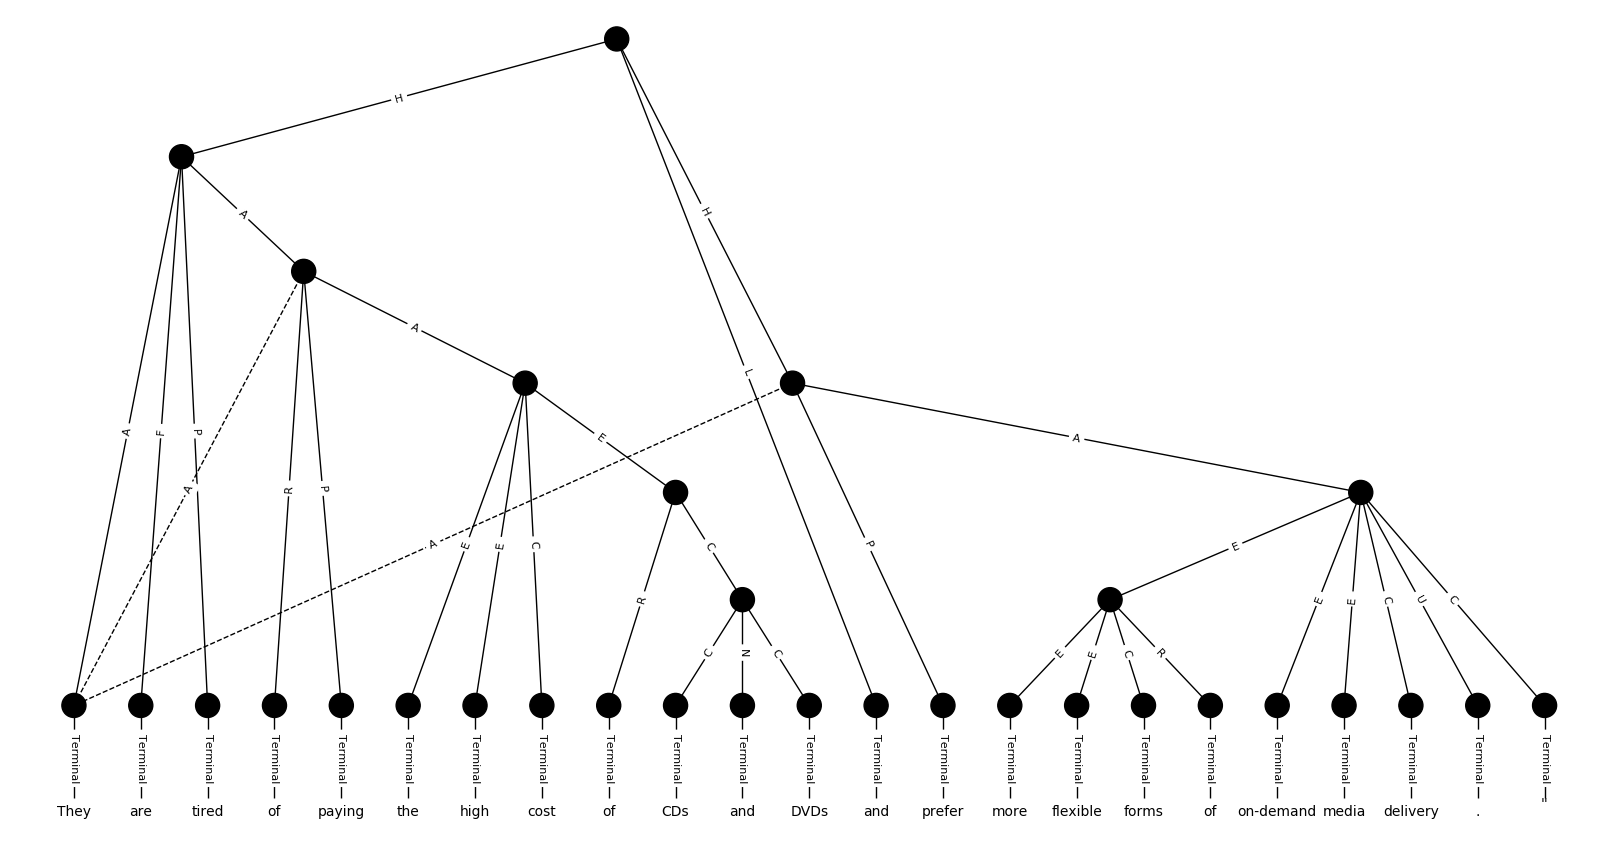 H
A
H
A
L
A
A F P
E
A R P
A E E C
C
P
E
R
E E C U C
C N C
E E C R
Terminal Terminal Terminal Terminal Terminal Terminal Terminal Terminal Terminal Terminal Terminal Terminal Terminal Terminal Terminal Terminal Terminal Terminal Terminal Terminal Terminal Terminal Terminal
They are tired of paying the high cost of CDs and DVDs and prefer more flexible forms of on-demand media delivery . "